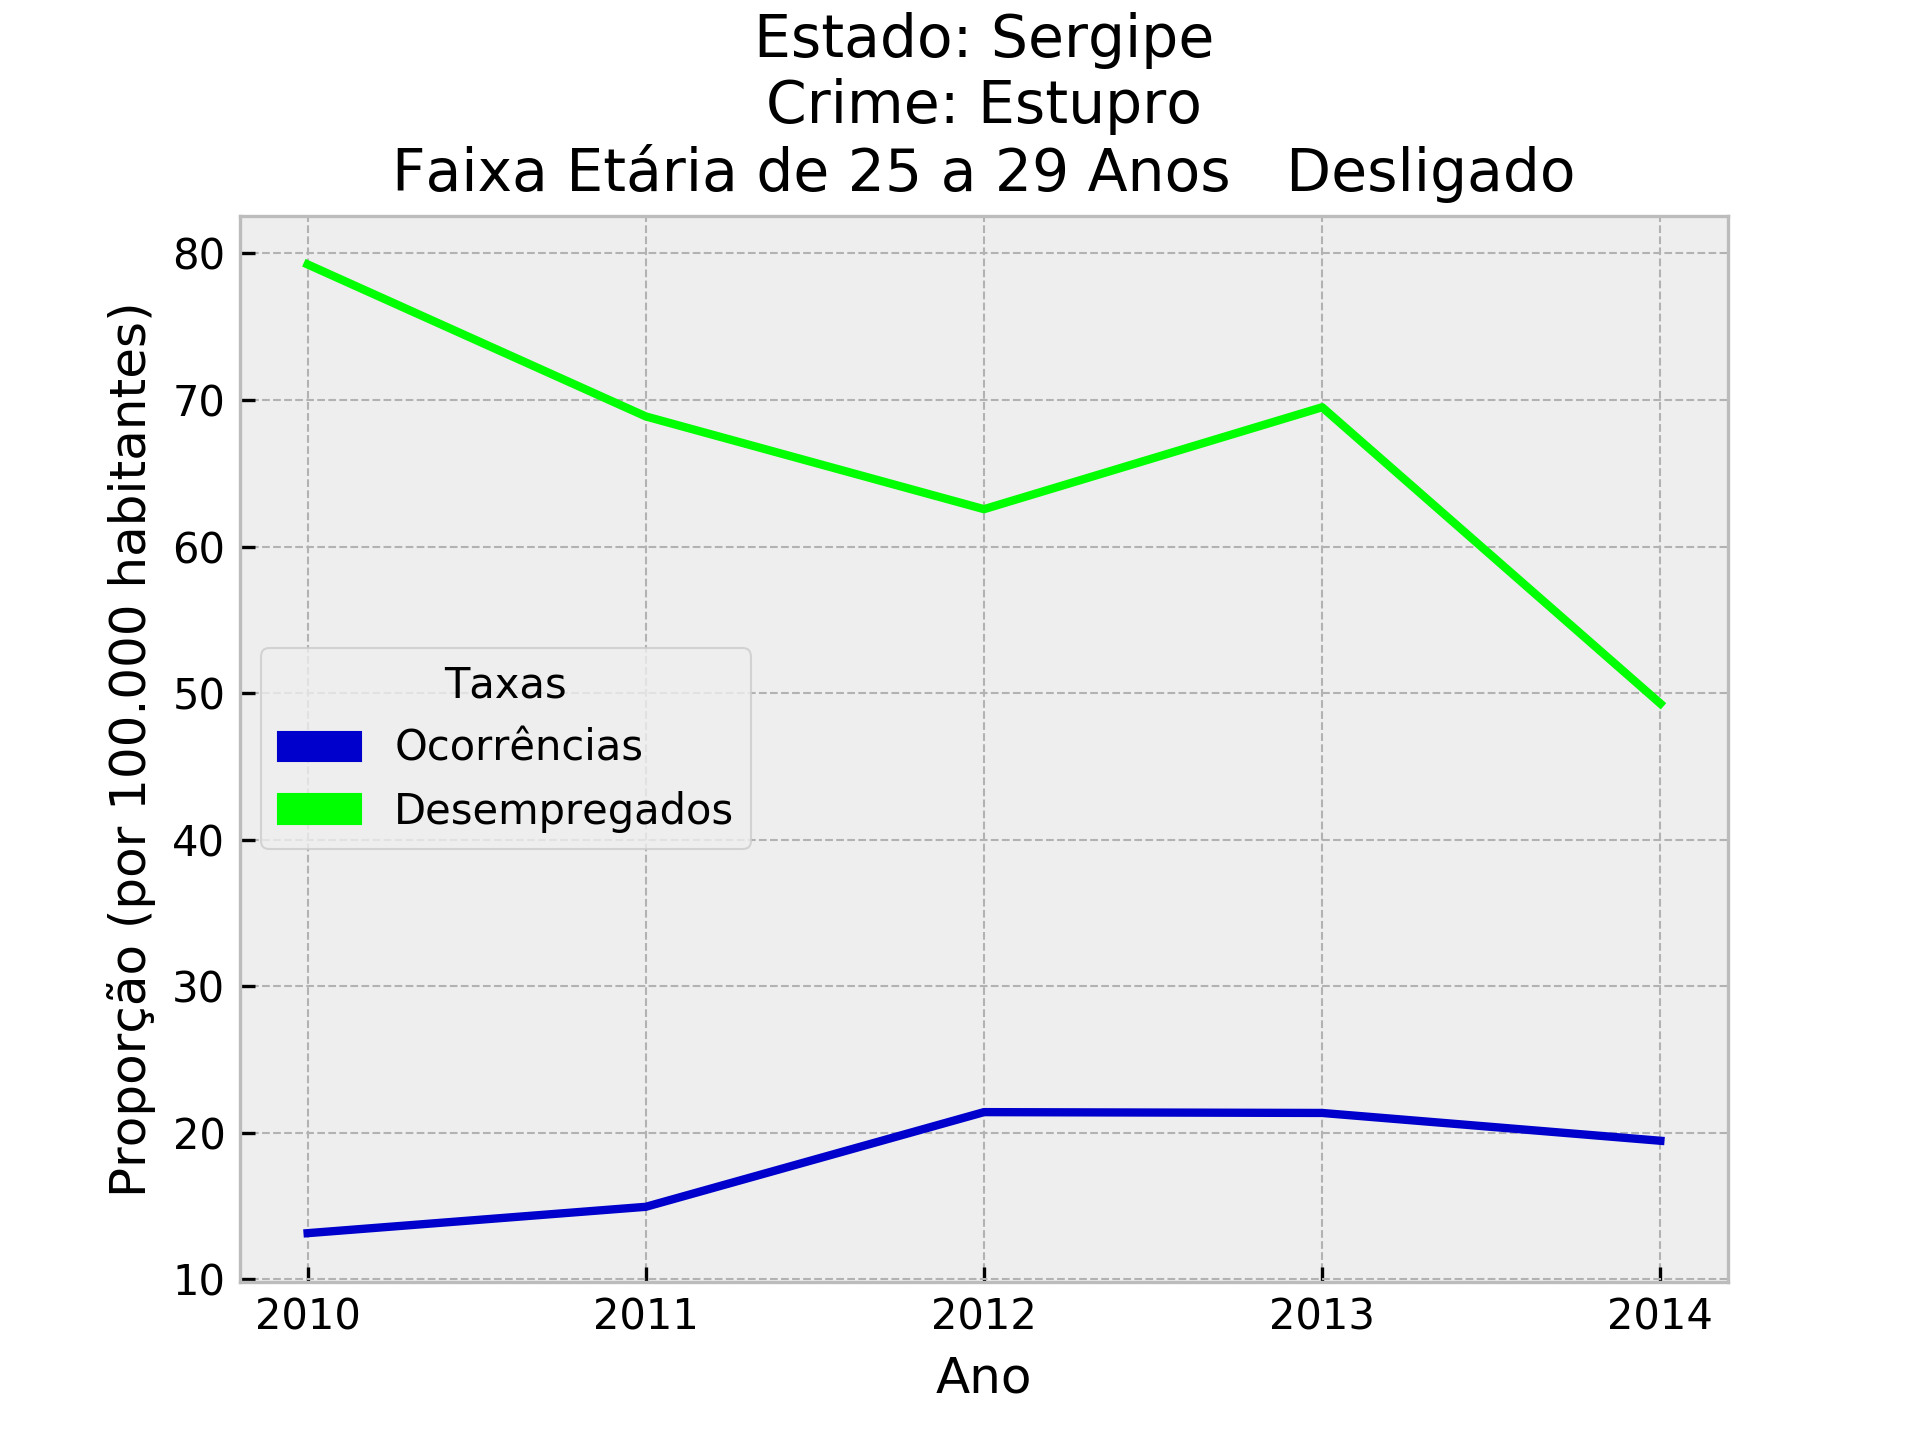 Estado: Sergipe
Crime: Estupro
Faixa Etária de 25 a 29 Anos   Desligado
Proporção (por 100.000 habitantes)
80
70
60
50
40
30
20
10
Taxas
Ocorrências
Desempregados
2010 2011 2012 2013 2014
Ano